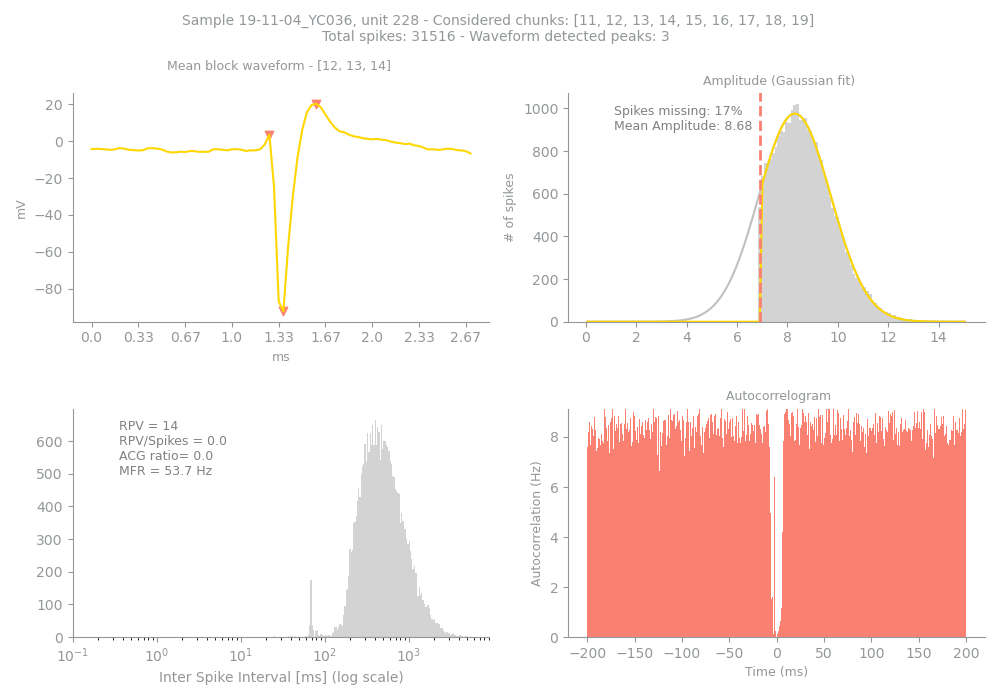 Sample 19-11-04_YC036, unit 228 - Considered chunks: [11, 12, 13, 14, 15, 16, 17, 18, 19]
Total spikes: 31516 - Waveform detected peaks: 3
Mean block waveform - [12, 13, 14]
20
0
−20
−40
−60
−80
mV
0.0 0.33 0.67 1.0 1.33 1.67 2.0 2.33 2.67
ms
Amplitude (Gaussian fit)
Spikes missing: 17%
Mean Amplitude: 8.68
1000
800
600
400
200
0
# of spikes
0 2 4 6 8 10 12 14
RPV = 14
RPV/Spikes = 0.0
ACG ratio= 0.0
MFR = 53.7 Hz
600
500
400
300
200
100
0
10⁻¹ 10⁰ 10¹ 10² 10³
Inter Spike Interval [ms] (log scale)
Autocorrelogram
8
6
4
2
0
Autocorrelation (Hz)
−200 −150 −100 −50 0 50 100 150 200
Time (ms)